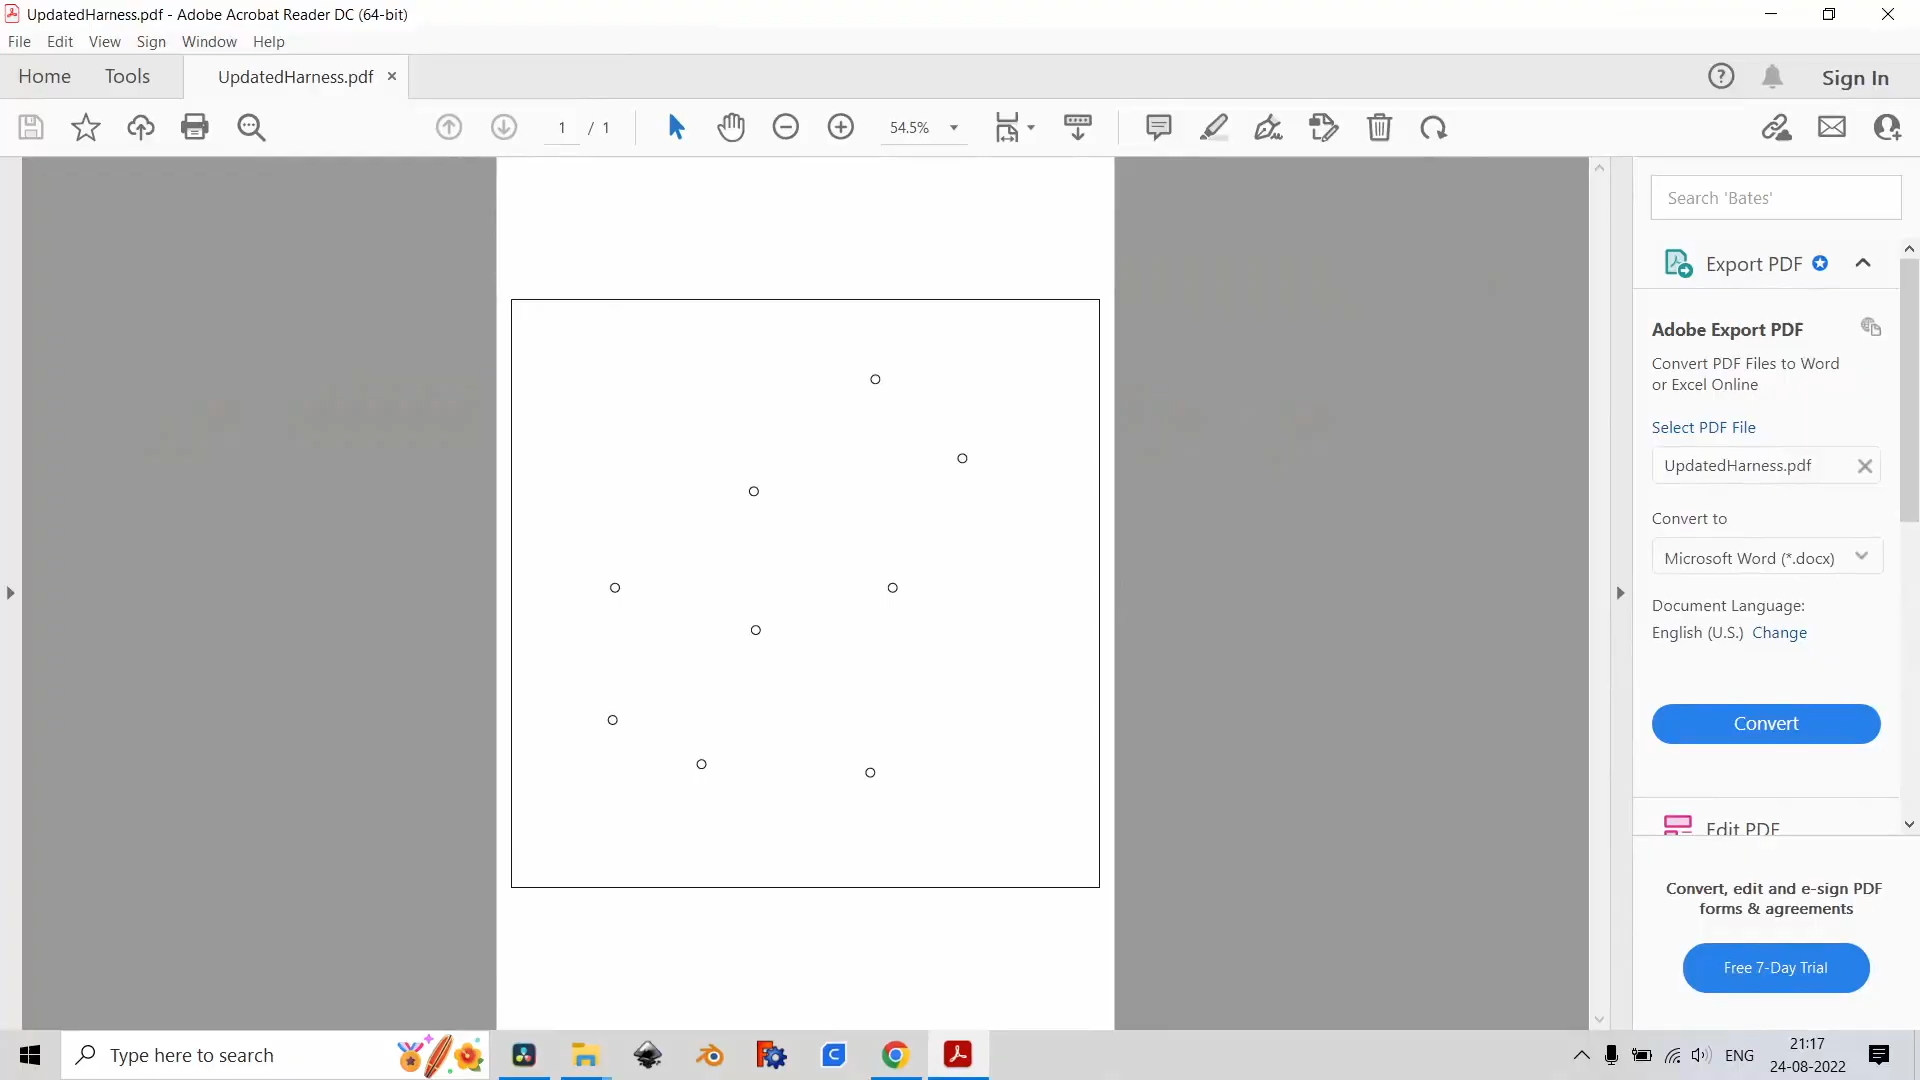 UpdatedHarness.pdf - Adobe Acrobat Reader DC (64-bit)
File Edit View Sign Window Help
Home Tools UpdatedHarness.pdf × Sign In
1 / 1 54.5%
Search 'Bates'
Export PDF
Adobe Export PDF
Convert PDF Files to Word
or Excel Online
Select PDF File
UpdatedHarness.pdf
Convert to
Microsoft Word (*.docx)
Document Language:
English (U.S.) Change
Convert
Edit PDF
Convert, edit and e-sign PDF
forms & agreements
Free 7-Day Trial
Type here to search
ENG
21:17
24-08-2022